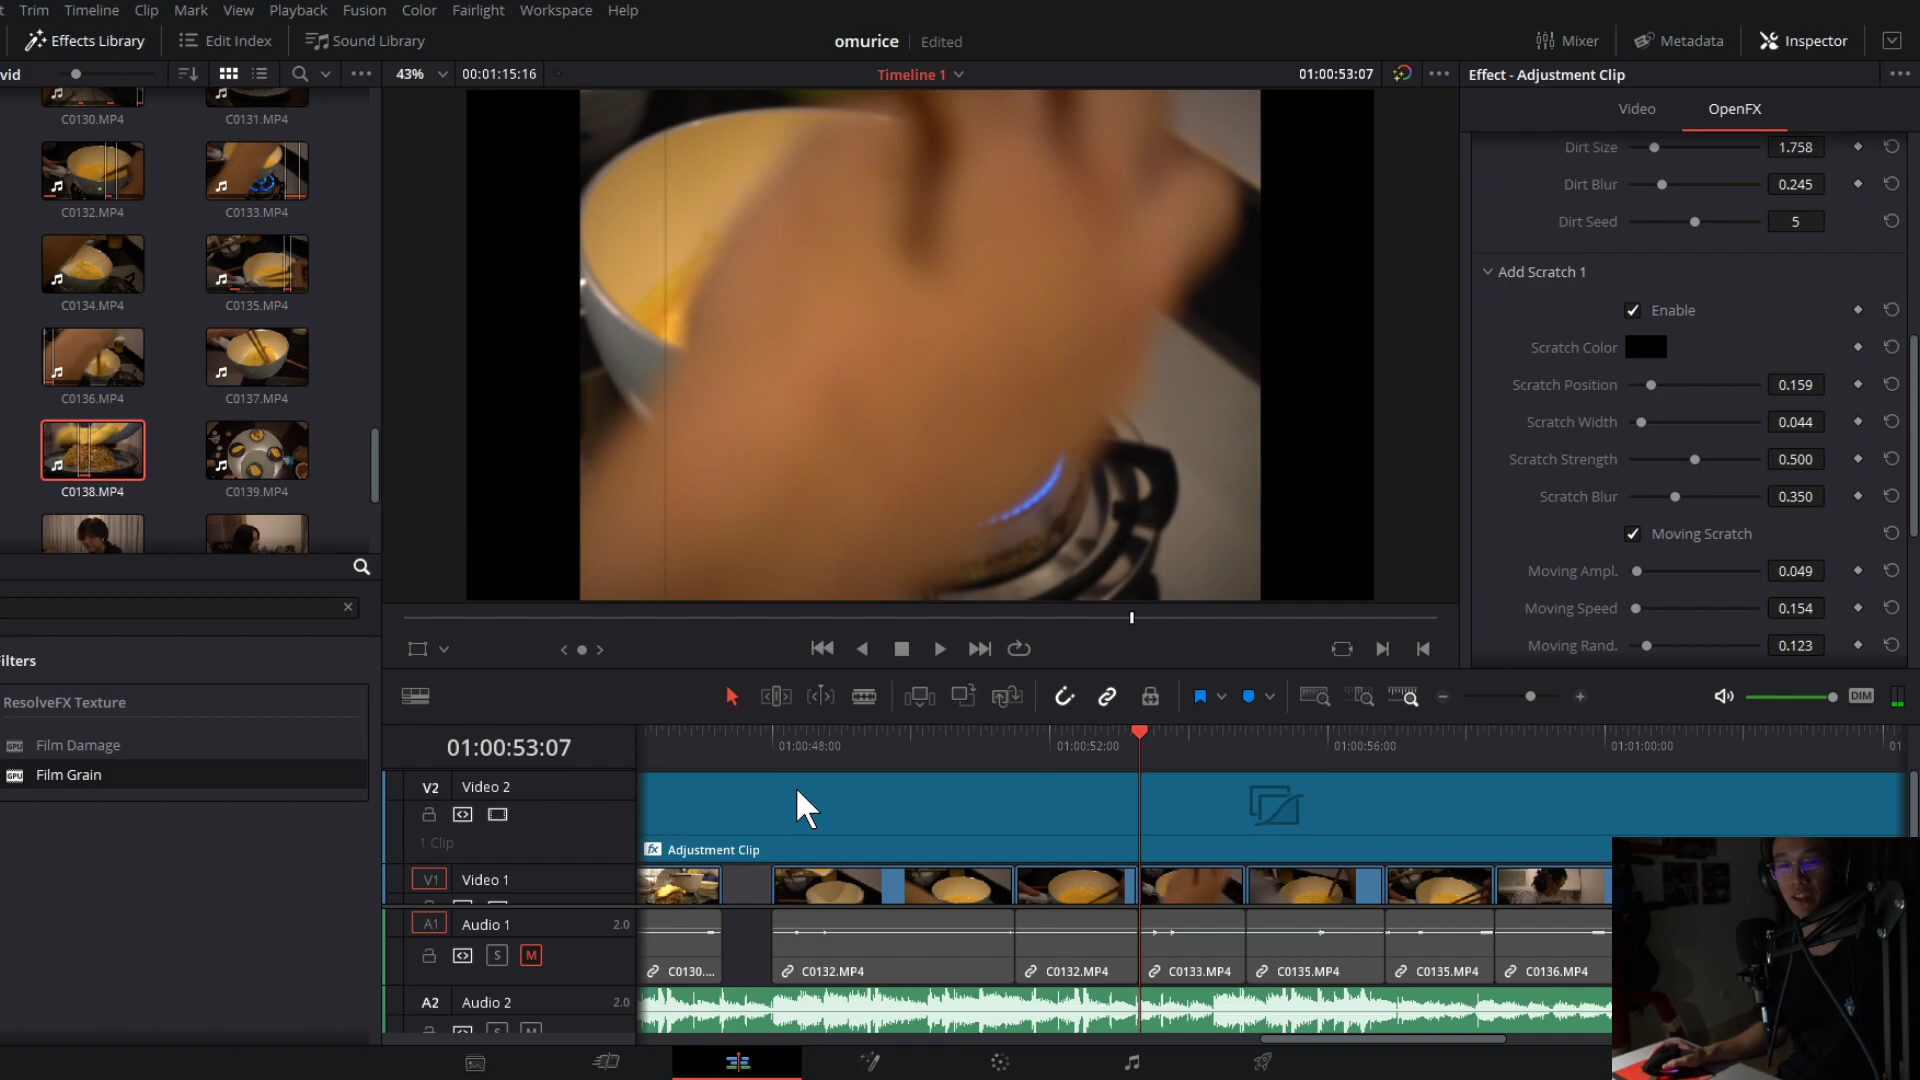 Trim Timeline Clip Mark View Playback Fusion Color Fairlight Workspace Help
Effects Library Edit Index Sound Library omurice Edited Mixer Metadata Inspector
vid 43% 00:01:15:16 Timeline 1 01:00:53:07 Effect - Adjustment Clip
Video OpenFX
C0130.MP4 C0131.MP4
C0132.MP4 C0133.MP4
C0134.MP4 C0135.MP4
C0136.MP4 C0137.MP4
C0138.MP4 C0139.MP4
Dirt Size 1.758
Dirt Blur 0.245
Dirt Seed 5
Add Scratch 1
Enable
Scratch Color
Scratch Position 0.159
Scratch Width 0.044
Scratch Strength 0.500
Scratch Blur 0.350
Moving Scratch
Moving Ampl. 0.049
Moving Speed 0.154
Moving Rand. 0.123
ilters
ResolveFX Texture
GPU Film Damage
GPU Film Grain
DIM
01:00:53:07
01:00:48:00 01:00:52:00 01:00:56:00 01:01:00:00 01:
V2 Video 2
1 Clip
fx Adjustment Clip
V1 Video 1
A1 Audio 1 2.0
S M
C0130.... C0132.MP4 C0132.MP4 C0133.MP4 C0135.MP4 C0135.MP4 C0136.MP4
A2 Audio 2 2.0
S M